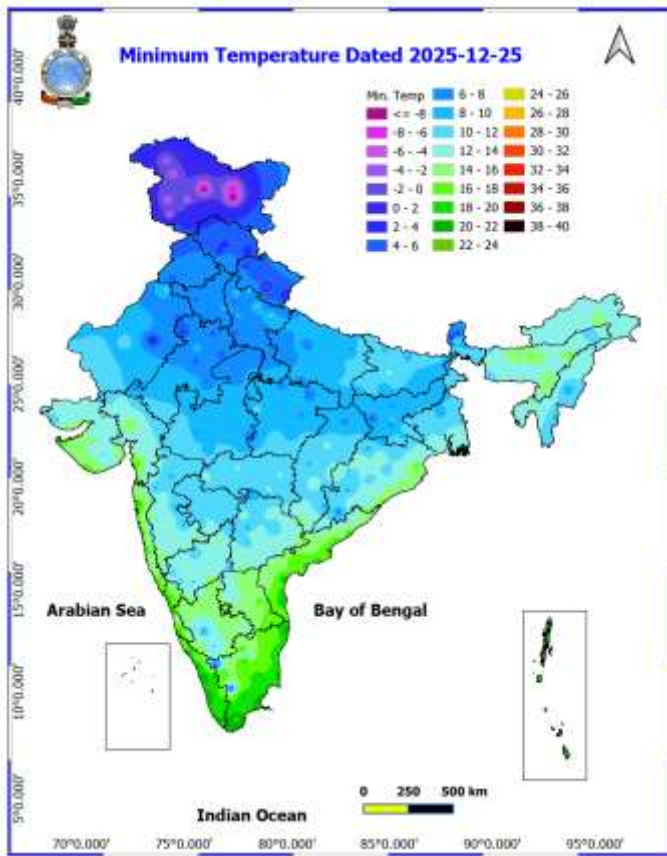 Minimum Temperature Dated 2025-12-25
Min. Temp
<= -8
-8 - -6
-6 - -4
-4 - -2
-2 - 0
0 - 2
2 - 4
4 - 6
6 - 8
8 - 10
10 - 12
12 - 14
14 - 16
16 - 18
18 - 20
20 - 22
22 - 24
24 - 26
26 - 28
28 - 30
30 - 32
32 - 34
34 - 36
36 - 38
38 - 40
40°0.000'
35°0.000'
30°0.000'
25°0.000'
20°0.000'
15°0.000'
10°0.000'
5°0.000'
Arabian Sea
Bay of Bengal
0 250 500 km
Indian Ocean
70°0.000' 75°0.000' 80°0.000' 85°0.000' 90°0.000' 95°0.000'